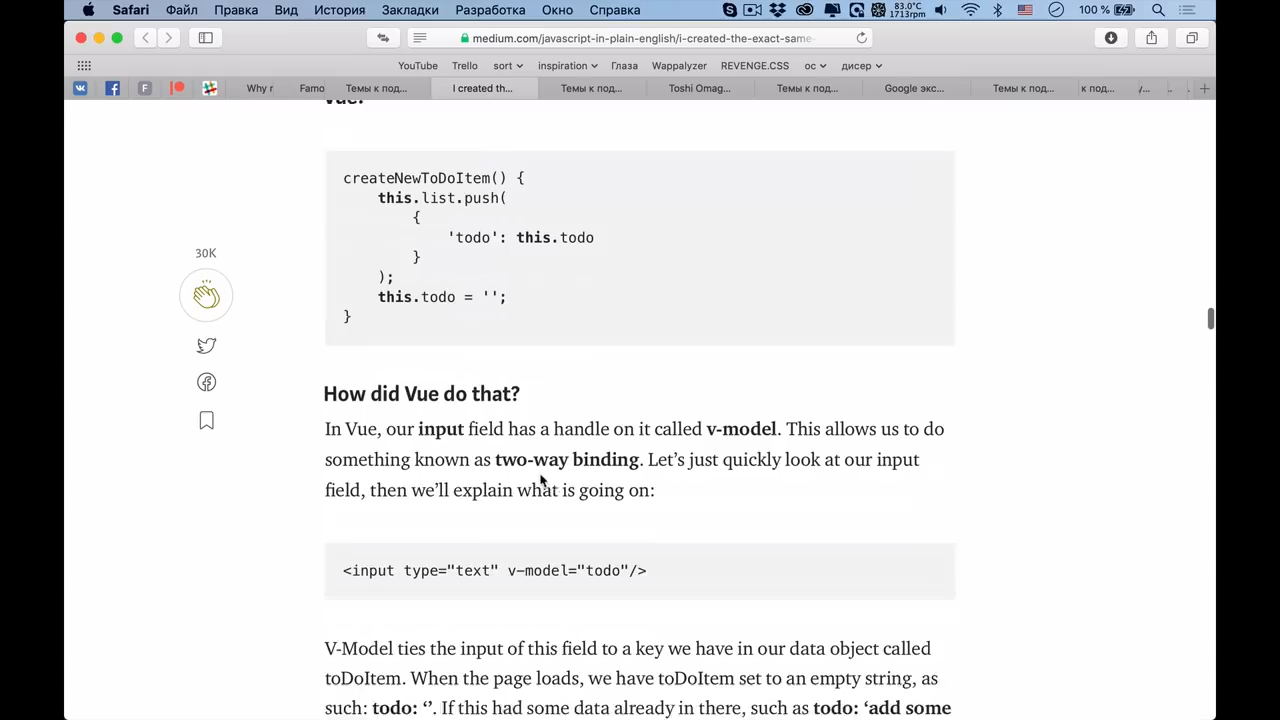 Safari Файл Правка Вид История Закладки Разработка Окно Справка 83.0°C 1713rpm 100 %
medium.com/javascript-in-plain-english/i-created-the-exact-same-
YouTube Trello sort inspiration Глаза Wappalyzer REVENGE.CSS ос дисер
F Why r Famo Темы к под... I created th... Темы к под... Toshi Omag... Темы к под... Google экс... Темы к под... к под...
Vue:
createNewToDoItem() {
this.list.push(
{
'todo': this.todo
}
);
this.todo = '';
}
30K
How did Vue do that?
In Vue, our input field has a handle on it called v-model. This allows us to do
something known as two-way binding. Let’s just quickly look at our input
field, then we’ll explain what is going on:
<input type="text" v-model="todo"/>
V-Model ties the input of this field to a key we have in our data object called
toDoItem. When the page loads, we have toDoItem set to an empty string, as
such: todo: ‘’. If this had some data already in there, such as todo: ‘add some